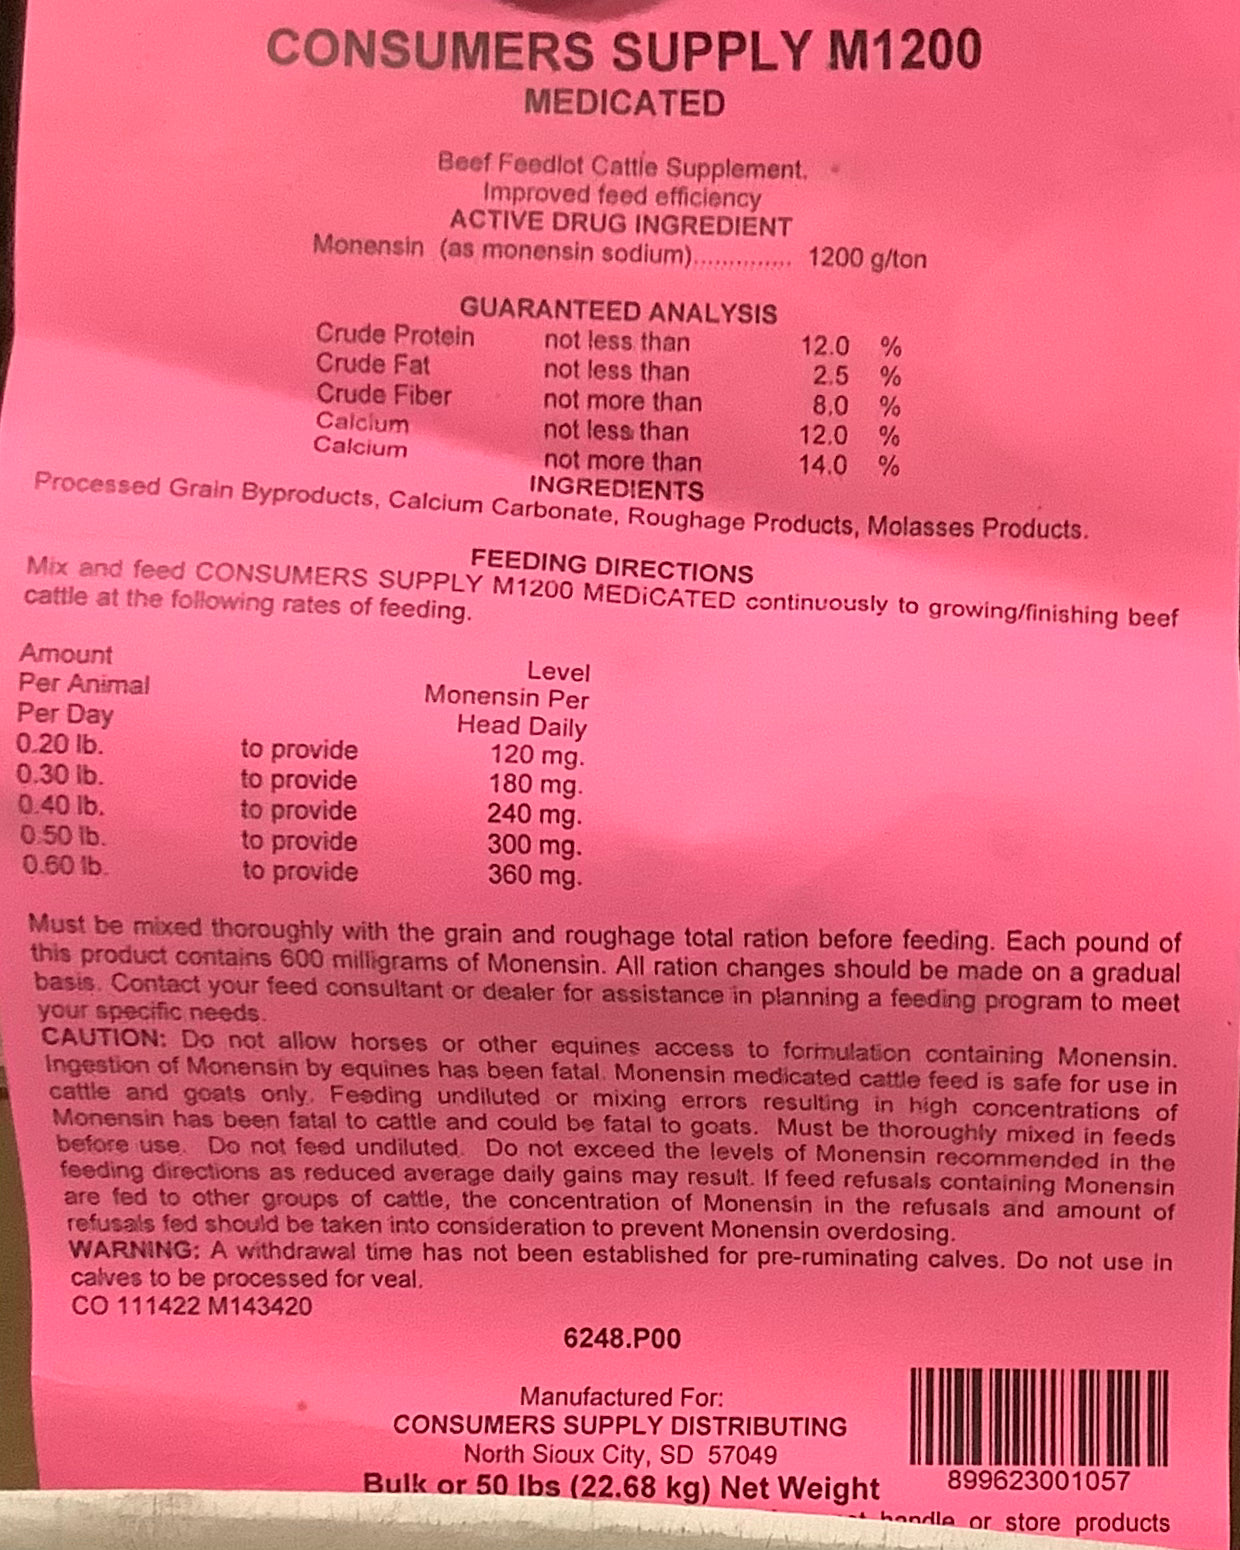 CONSUMERS SUPPLY M1200
MEDICATED
Beef Feedlot Cattle Supplement.
Improved feed efficiency
ACTIVE DRUG INGREDIENT
Monensin (as monensin sodium).............. 1200 g/ton
GUARANTEED ANALYSIS
Crude Protein not less than 12.0 %
Crude Fat not less than 2.5 %
Crude Fiber not more than 8.0 %
Calcium not less than 12.0 %
Calcium not more than 14.0 %
INGREDIENTS
Processed Grain Byproducts, Calcium Carbonate, Roughage Products, Molasses Products.
FEEDING DIRECTIONS
Mix and feed CONSUMERS SUPPLY M1200 MEDiCATED continuously to growing/finishing beef
cattle at the following rates of feeding.
Amount
Per Animal
Per Day
Level
Monensin Per
Head Daily
0.20 lb. to provide 120 mg.
0.30 lb. to provide 180 mg.
0.40 lb. to provide 240 mg.
0.50 lb. to provide 300 mg.
0.60 lb. to provide 360 mg.
Must be mixed thoroughly with the grain and roughage total ration before feeding. Each pound of
this product contains 600 milligrams of Monensin. All ration changes should be made on a gradual
basis. Contact your feed consultant or dealer for assistance in planning a feeding program to meet
your specific needs.
CAUTION: Do not allow horses or other equines access to formulation containing Monensin.
Ingestion of Monensin by equines has been fatal. Monensin medicated cattle feed is safe for use in
cattle and goats only. Feeding undiluted or mixing errors resulting in high concentrations of
Monensin has been fatal to cattle and could be fatal to goats. Must be thoroughly mixed in feeds
before use. Do not feed undiluted. Do not exceed the levels of Monensin recommended in the
feeding directions as reduced average daily gains may result. If feed refusals containing Monensin
are fed to other groups of cattle, the concentration of Monensin in the refusals and amount of
refusals fed should be taken into consideration to prevent Monensin overdosing.
WARNING: A withdrawal time has not been established for pre-ruminating calves. Do not use in
calves to be processed for veal.
CO 111422 M143420
6248.P00
Manufactured For:
CONSUMERS SUPPLY DISTRIBUTING
North Sioux City, SD 57049
Bulk or 50 lbs (22.68 kg) Net Weight
899623001057
handle or store products